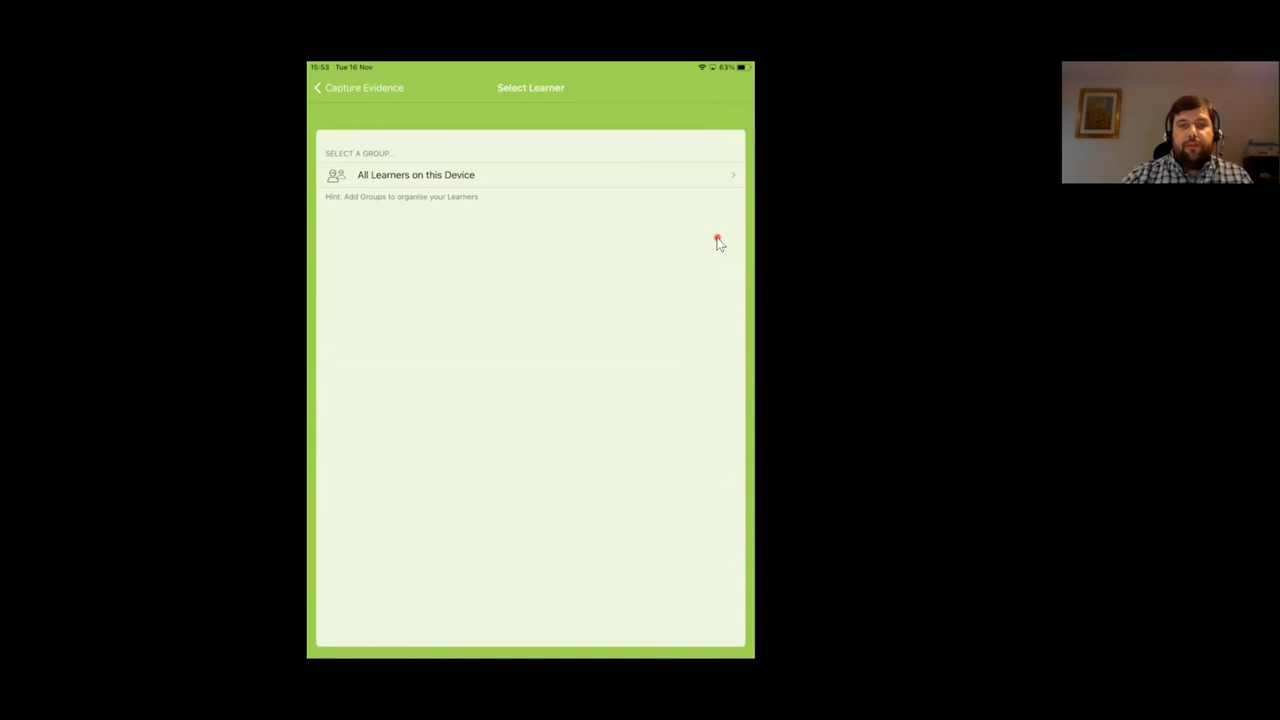 15:53 Tue 16 Nov 63%
Capture Evidence Select Learner
SELECT A GROUP...
All Learners on this Device
Hint: Add Groups to organise your Learners